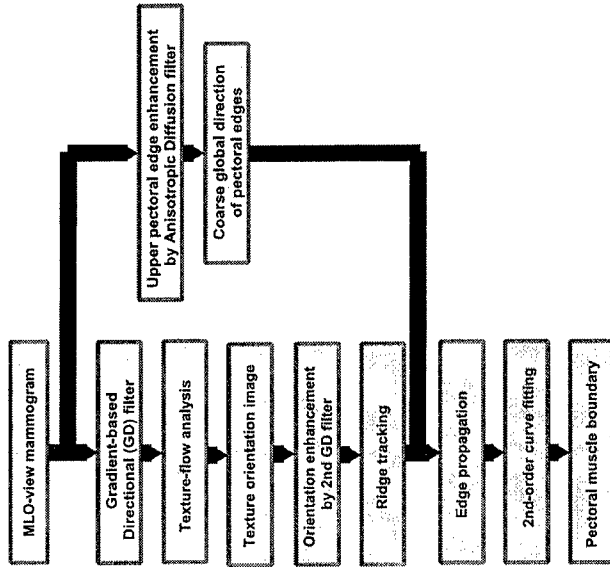 MLO-view mammogram
Gradient-based
Directional (GD) filter
Texture-flow analysis
Texture orientation image
Orientation enhancement
by 2nd GD filter
Ridge tracking
Edge propagation
2nd-order curve fitting
Pectoral muscle boundary
Upper pectoral edge enhancement
by Anisotropic Diffusion filter
Coarse global direction
of pectoral edges